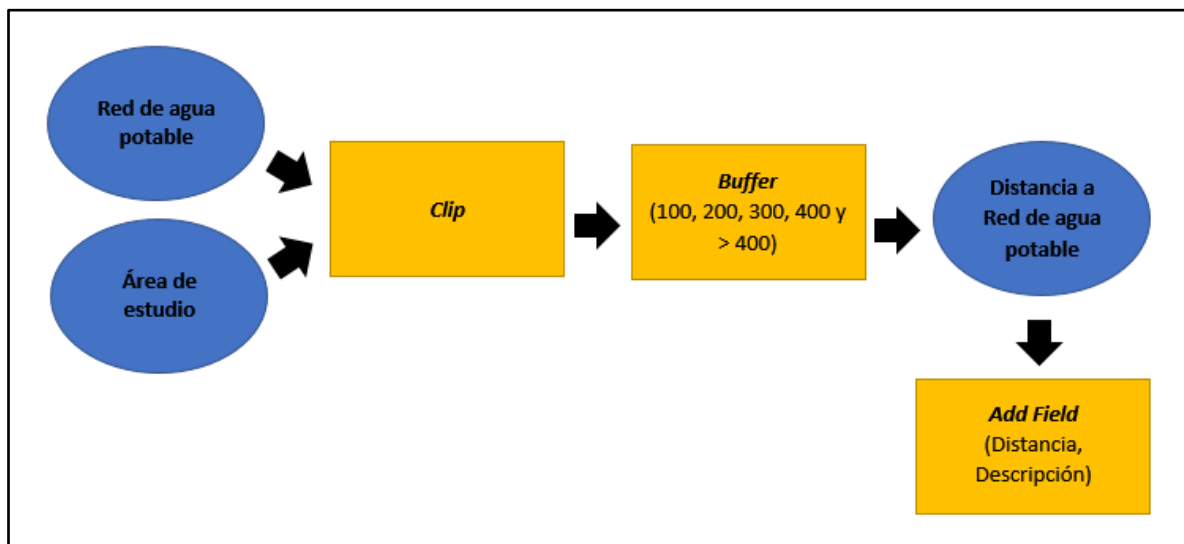 Red de agua
potable
Área de
estudio
Clip
Buffer
(100, 200, 300, 400 y
> 400)
Distancia a
Red de agua
potable
Add Field
(Distancia,
Descripción)